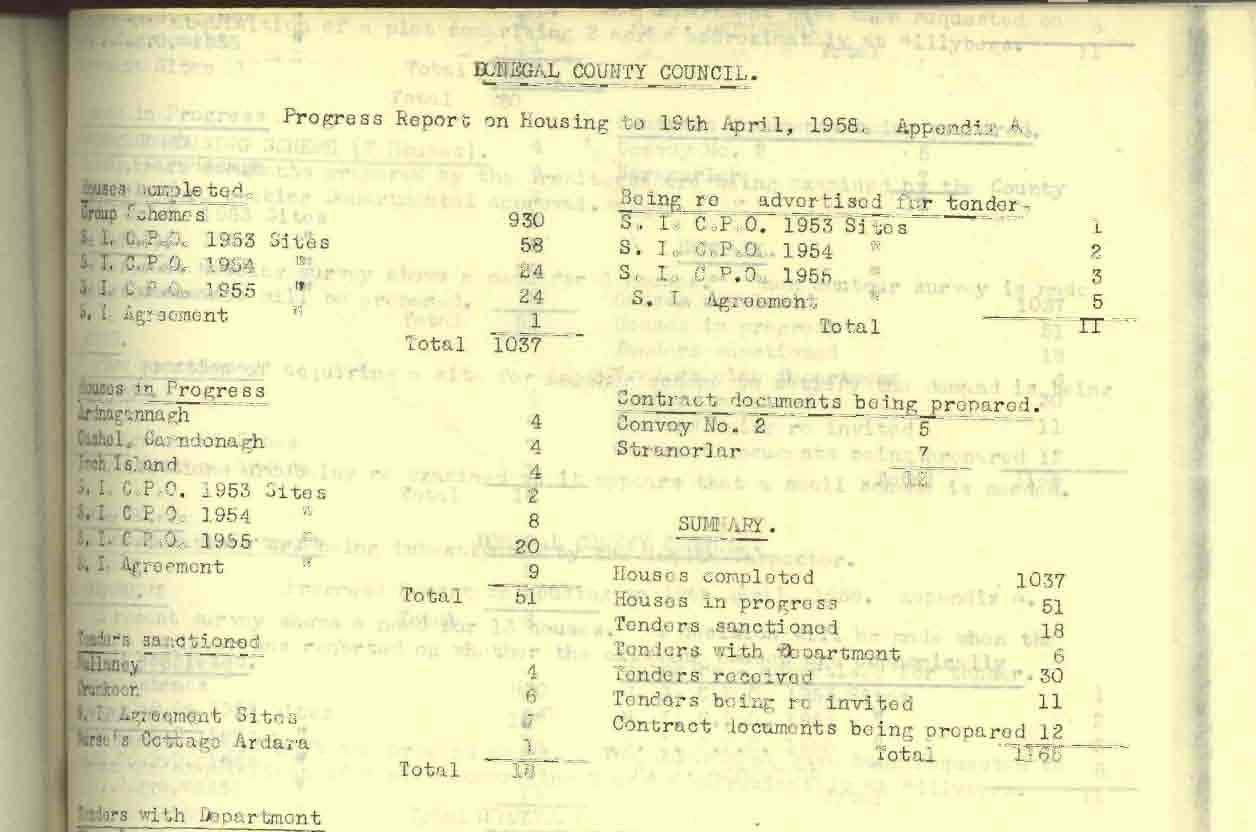 DONEGAL COUNTY COUNCIL.
Progress Report on Housing to 19th April, 1958. Appendix A.
Houses completed
Group Schemes 930
S. I. C.P.O. 1953 Sites 58
S. I. C.P.O. 1954 " 24
S. I. C.P.O. 1955 " 24
S. I. Agreement " 1
Total 1037
Houses in Progress
Ardnagannagh 4
Cashel, Carndonagh 4
Inch Island 4
S. I. C.P.O. 1953 Sites 2
S. I. C P.O. 1954 " 8
S. I. C P.O. 1955 " 20
S. I. Agreement " 9
Total 51
Tenders sanctioned
4
6
S. I. Agreement Sites 7
Nurse's Cottage Ardara 1
Total 18
Tenders with Department
Being re - advertised for tender-
S. I. C.P.O. 1953 Sites 1
S. I. C.P.O. 1954 " 2
S. I. C P.O. 1955 " 3
S. I. Agreement " 5
Total 11
Contract documents being prepared.
Convoy No. 2 5
Stranorlar 7
12
SUMMARY.
Houses completed 1037
Houses in progress 51
Tenders sanctioned 18
Tenders with Department 6
Tenders received 30
Tenders being re invited 11
Contract documents being prepared 12
Total 1165